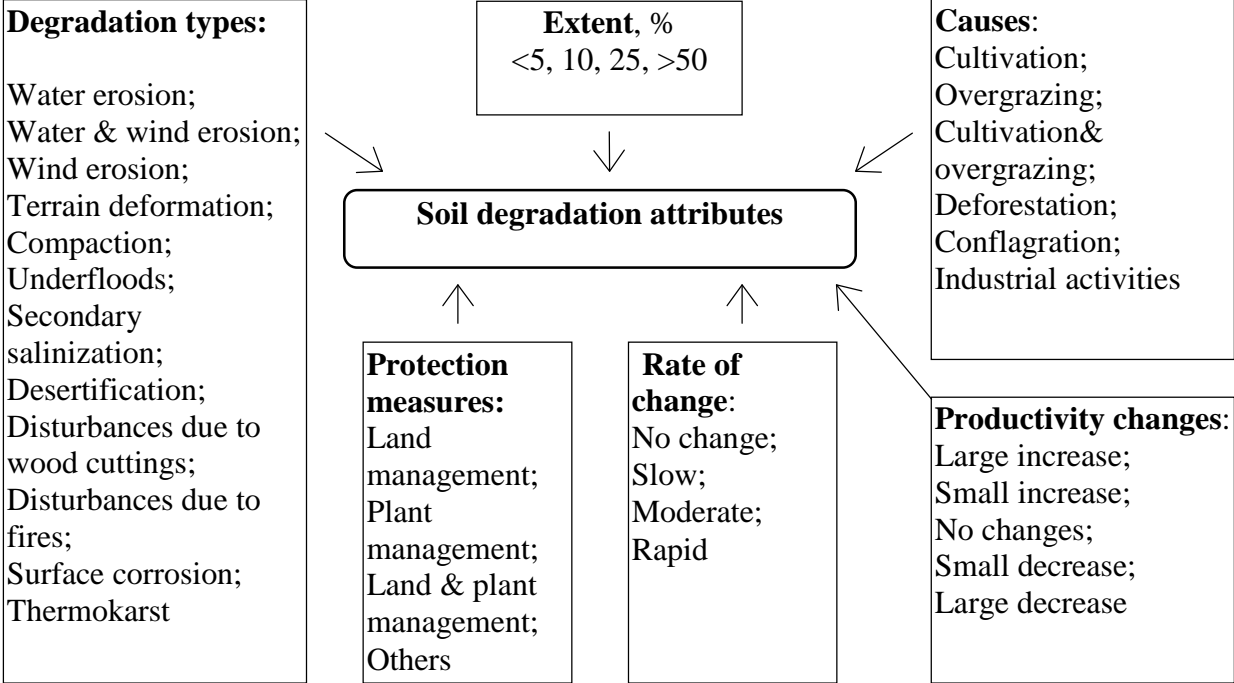 Degradation types:
Water erosion;
Water & wind erosion;
Wind erosion;
Terrain deformation;
Compaction;
Underfloods;
Secondary
salinization;
Desertification;
Disturbances due to
wood cuttings;
Disturbances due to
fires;
Surface corrosion;
Thermokarst
Extent, %
<5, 10, 25, >50
Causes:
Cultivation;
Overgrazing;
Cultivation&
overgrazing;
Deforestation;
Conflagration;
Industrial activities
Soil degradation attributes
Protection
measures:
Land
management;
Plant
management;
Land & plant
management;
Others
Rate of
change:
No change;
Slow;
Moderate;
Rapid
Productivity changes:
Large increase;
Small increase;
No changes;
Small decrease;
Large decrease